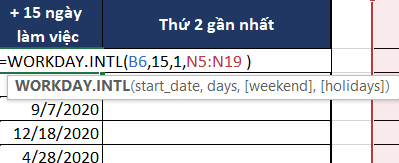 + 15 ngày
làm việc
Thứ 2 gần nhất
=WORKDAY.INTL(B6,15,1,N5:N19 )
WORKDAY.INTL(start_date, days, [weekend], [holidays])
9/7/2020
12/18/2020
4/28/2020